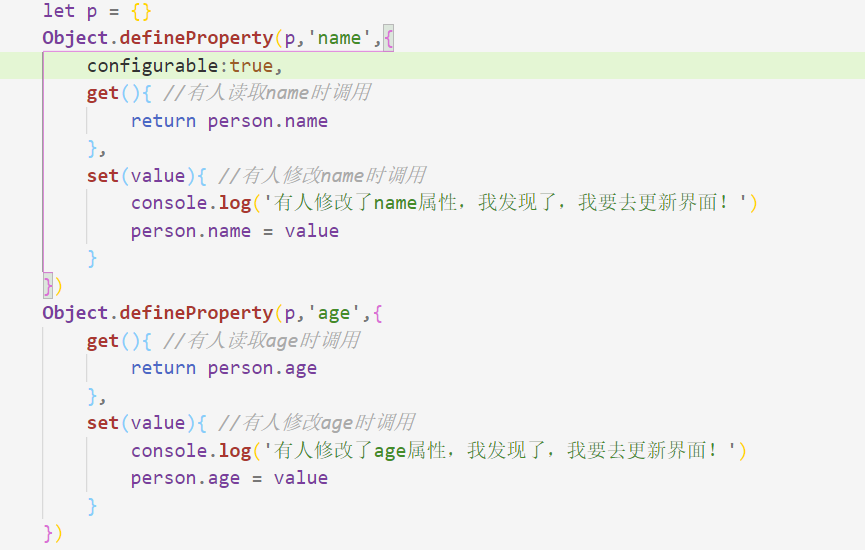 let p = {}
Object.defineProperty(p,'name',{
    configurable:true,
    get(){ //有人读取name时调用
        return person.name
    },
    set(value){ //有人修改name时调用
        console.log('有人修改了name属性，我发现了，我要去更新界面！')
        person.name = value
    }
})
Object.defineProperty(p,'age',{
    get(){ //有人读取age时调用
        return person.age
    },
    set(value){ //有人修改age时调用
        console.log('有人修改了age属性，我发现了，我要去更新界面！')
        person.age = value
    }
})